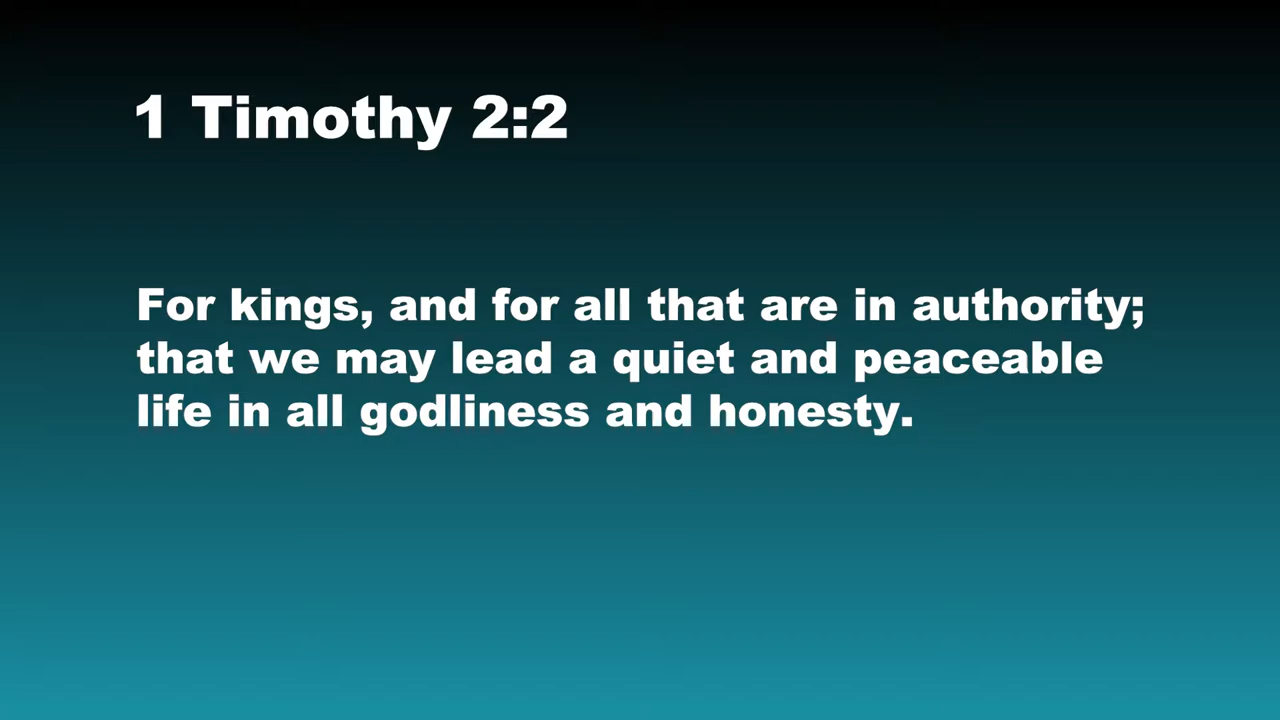 1 Timothy 2:2
For kings, and for all that are in authority;
that we may lead a quiet and peaceable
life in all godliness and honesty.